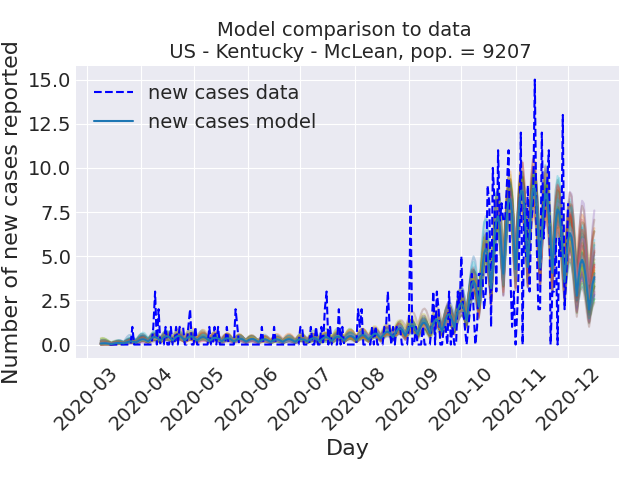 Model comparison to data
US - Kentucky - McLean, pop. = 9207
Number of new cases reported
15.0
12.5
10.0
7.5
5.0
2.5
0.0
new cases data
new cases model
2020-03
2020-04
2020-05
2020-06
2020-07
2020-08
2020-09
2020-10
2020-11
2020-12
Day